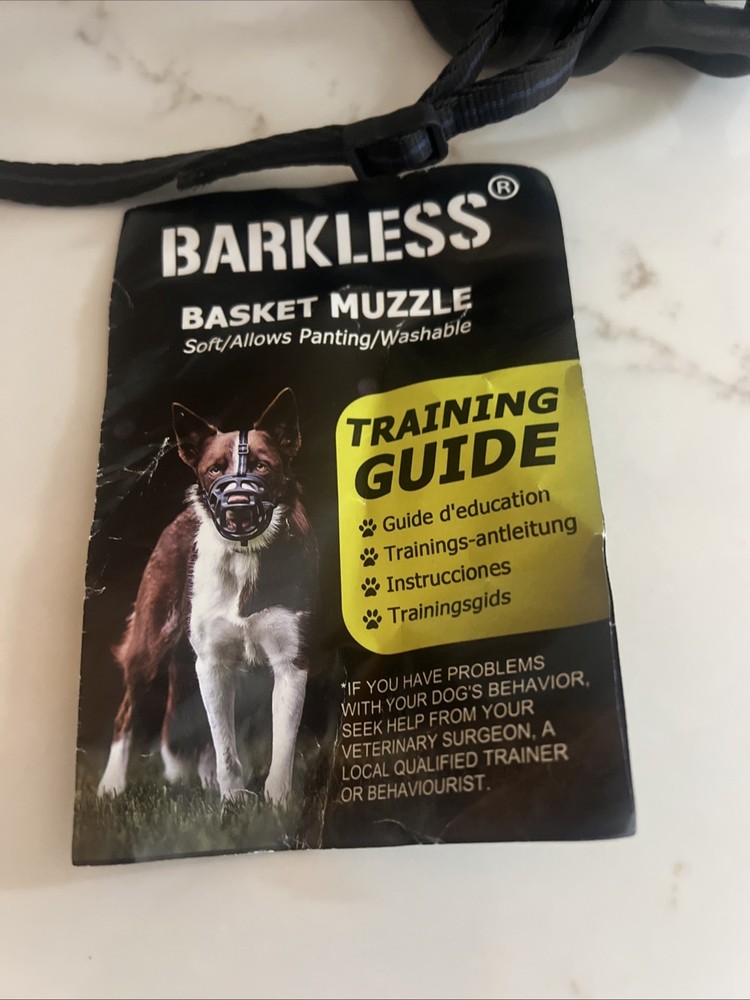 BARKLESS®
BASKET MUZZLE
Soft/Allows Panting/Washable
TRAINING
GUIDE
Guide d'education
Trainings-antleitung
Instrucciones
Trainingsgids
*IF YOU HAVE PROBLEMS
WITH YOUR DOG'S BEHAVIOR,
SEEK HELP FROM YOUR
VETERINARY SURGEON, A
LOCAL QUALIFIED TRAINER
OR BEHAVIOURIST.